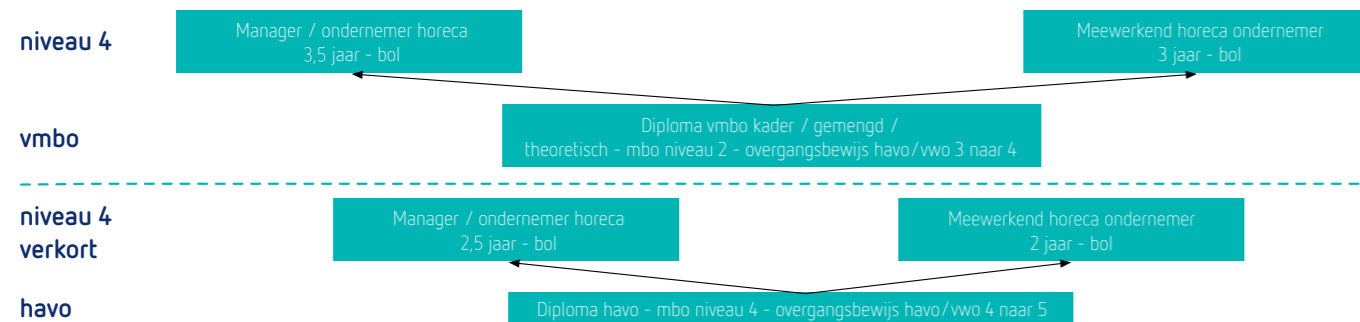 niveau 4
Manager / ondernemer horeca
3,5 jaar - bol
Meewerkend horeca ondernemer
3 jaar - bol
vmbo
Diploma vmbo kader / gemengd /
theoretisch - mbo niveau 2 - overgangsbewijs havo/vwo 3 naar 4
niveau 4
verkort
Manager / ondernemer horeca
2,5 jaar - bol
Meewerkend horeca ondernemer
2 jaar - bol
havo
Diploma havo - mbo niveau 4 - overgangsbewijs havo/vwo 4 naar 5